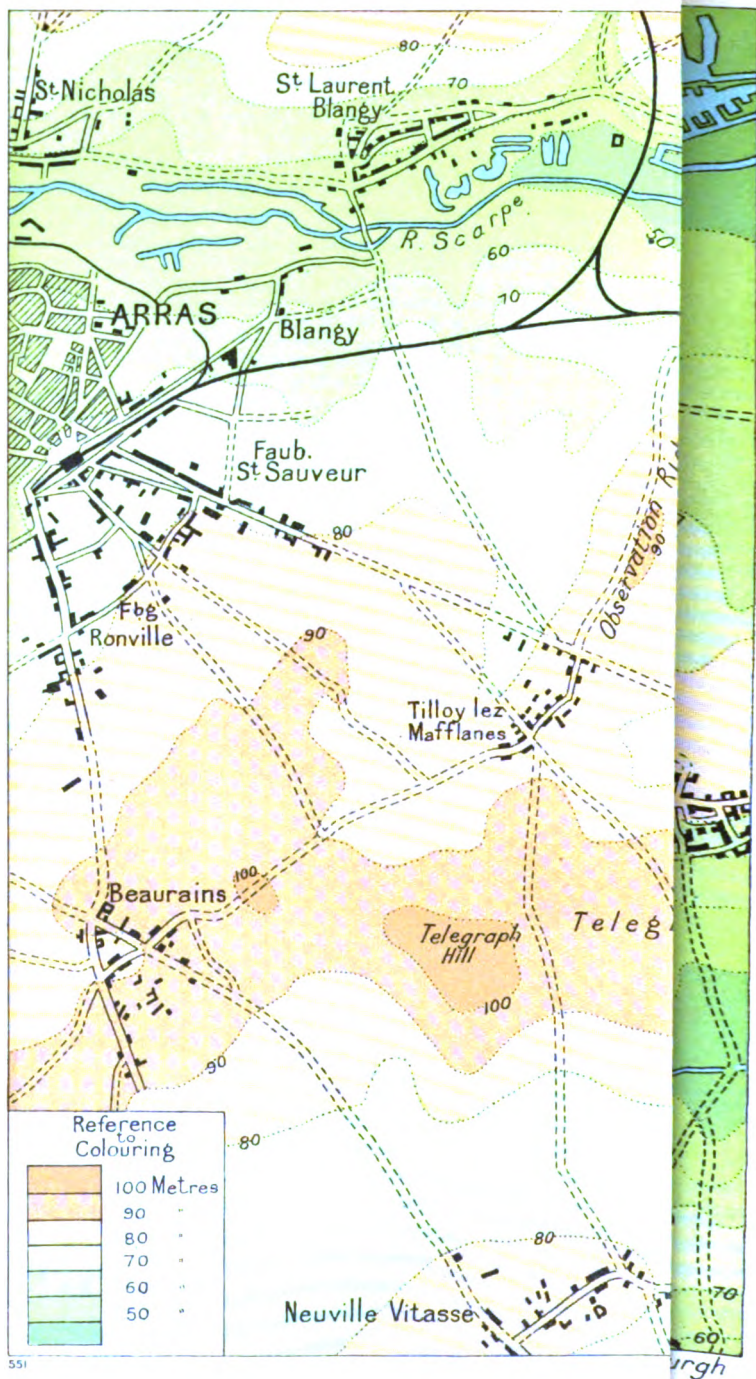 80
St Nicholas
St Laurent
Blangy
70
R. Scarpe.
50
60
70
ARRAS
Blangy
Faub.
St Sauveur
80
Observation
90
Fbg
Ronville
90
Tilloy lez
Mafflanes
100
Beaurains
Telegraph
Hill
100
90
80
Reference
to
Colouring
100 Metres
90 "
80 "
70 "
60 "
50 "
80
70
Neuville Vitasse
60
551